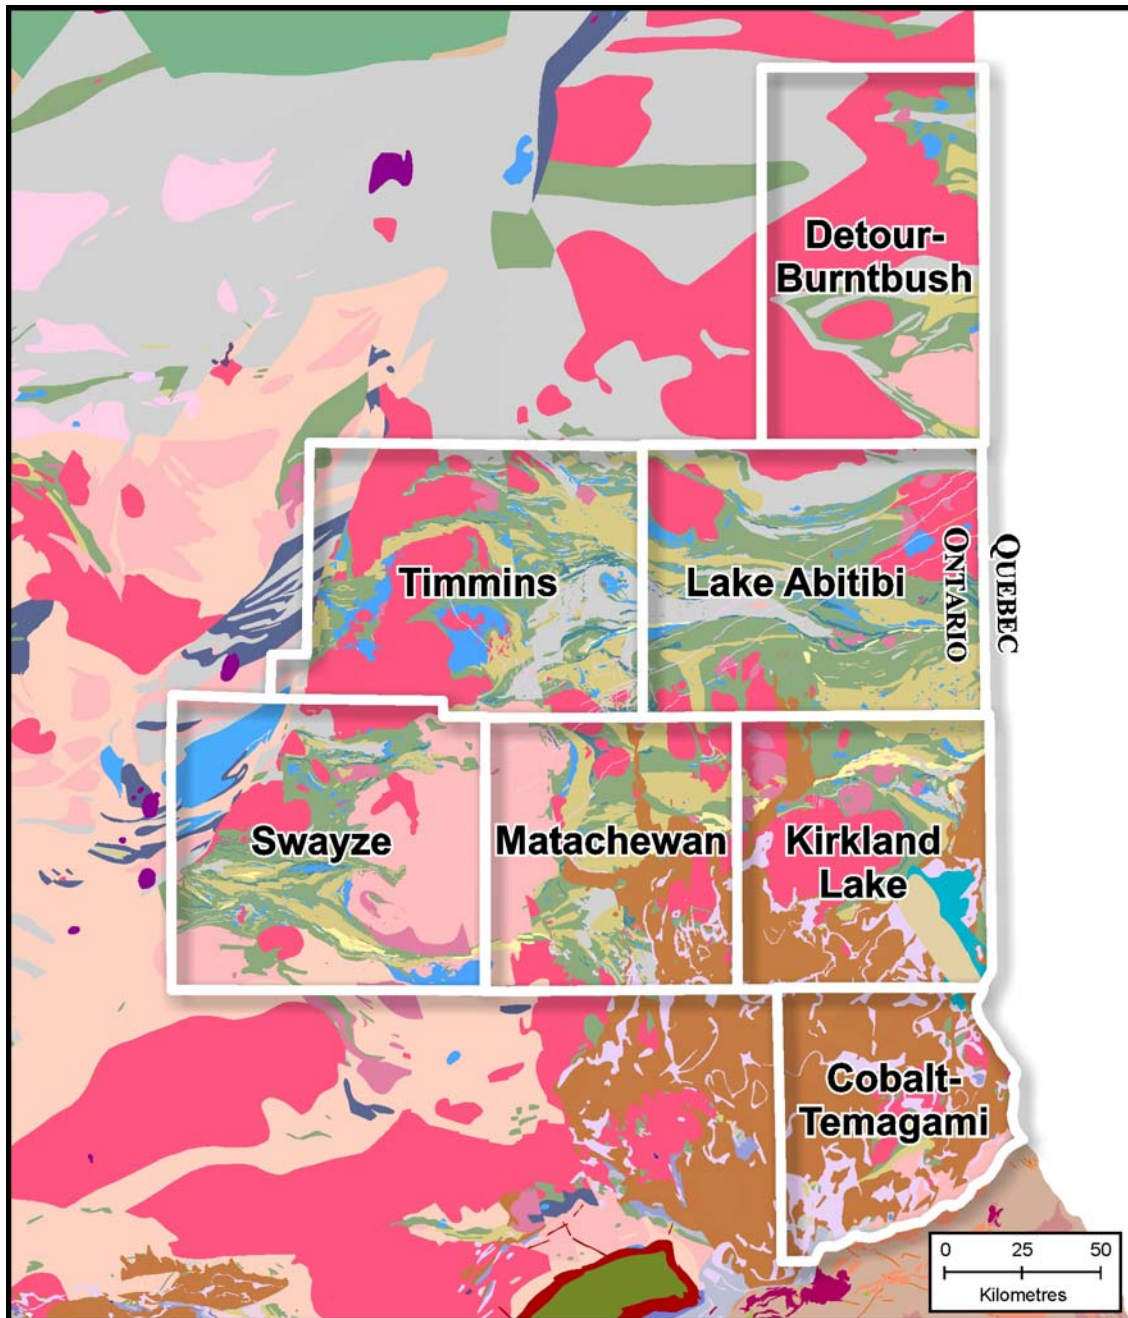 Detour-
Burntbush
Timmins
Lake Abitibi
ONTARIO
QUEBEC
Swayze
Matachewan
Kirkland
Lake
Cobalt-
Temagami
0 25 50
Kilometres